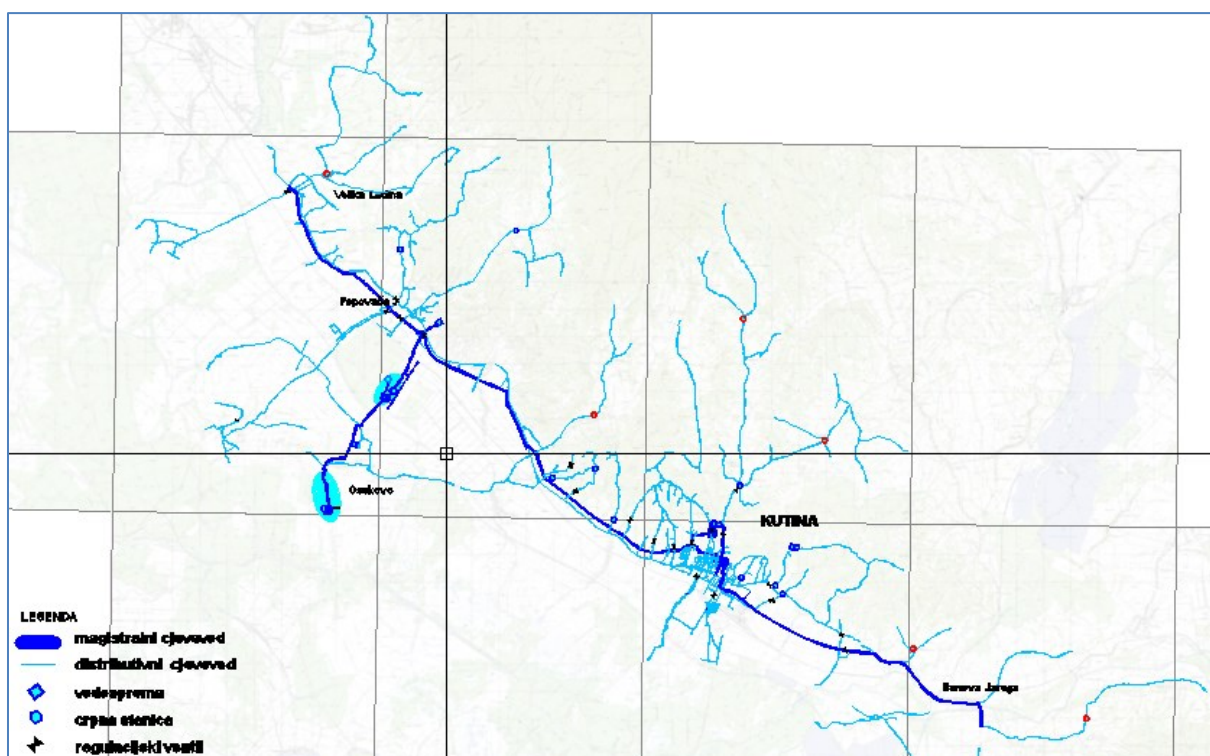 Velika Ludina
Popovača
Osekovo
KUTINA
Banova Jaruga
LEGENDA
magistralni cjevovod
distributivni cjevovod
vodosprema
crpna stanica
regulacijski ventil